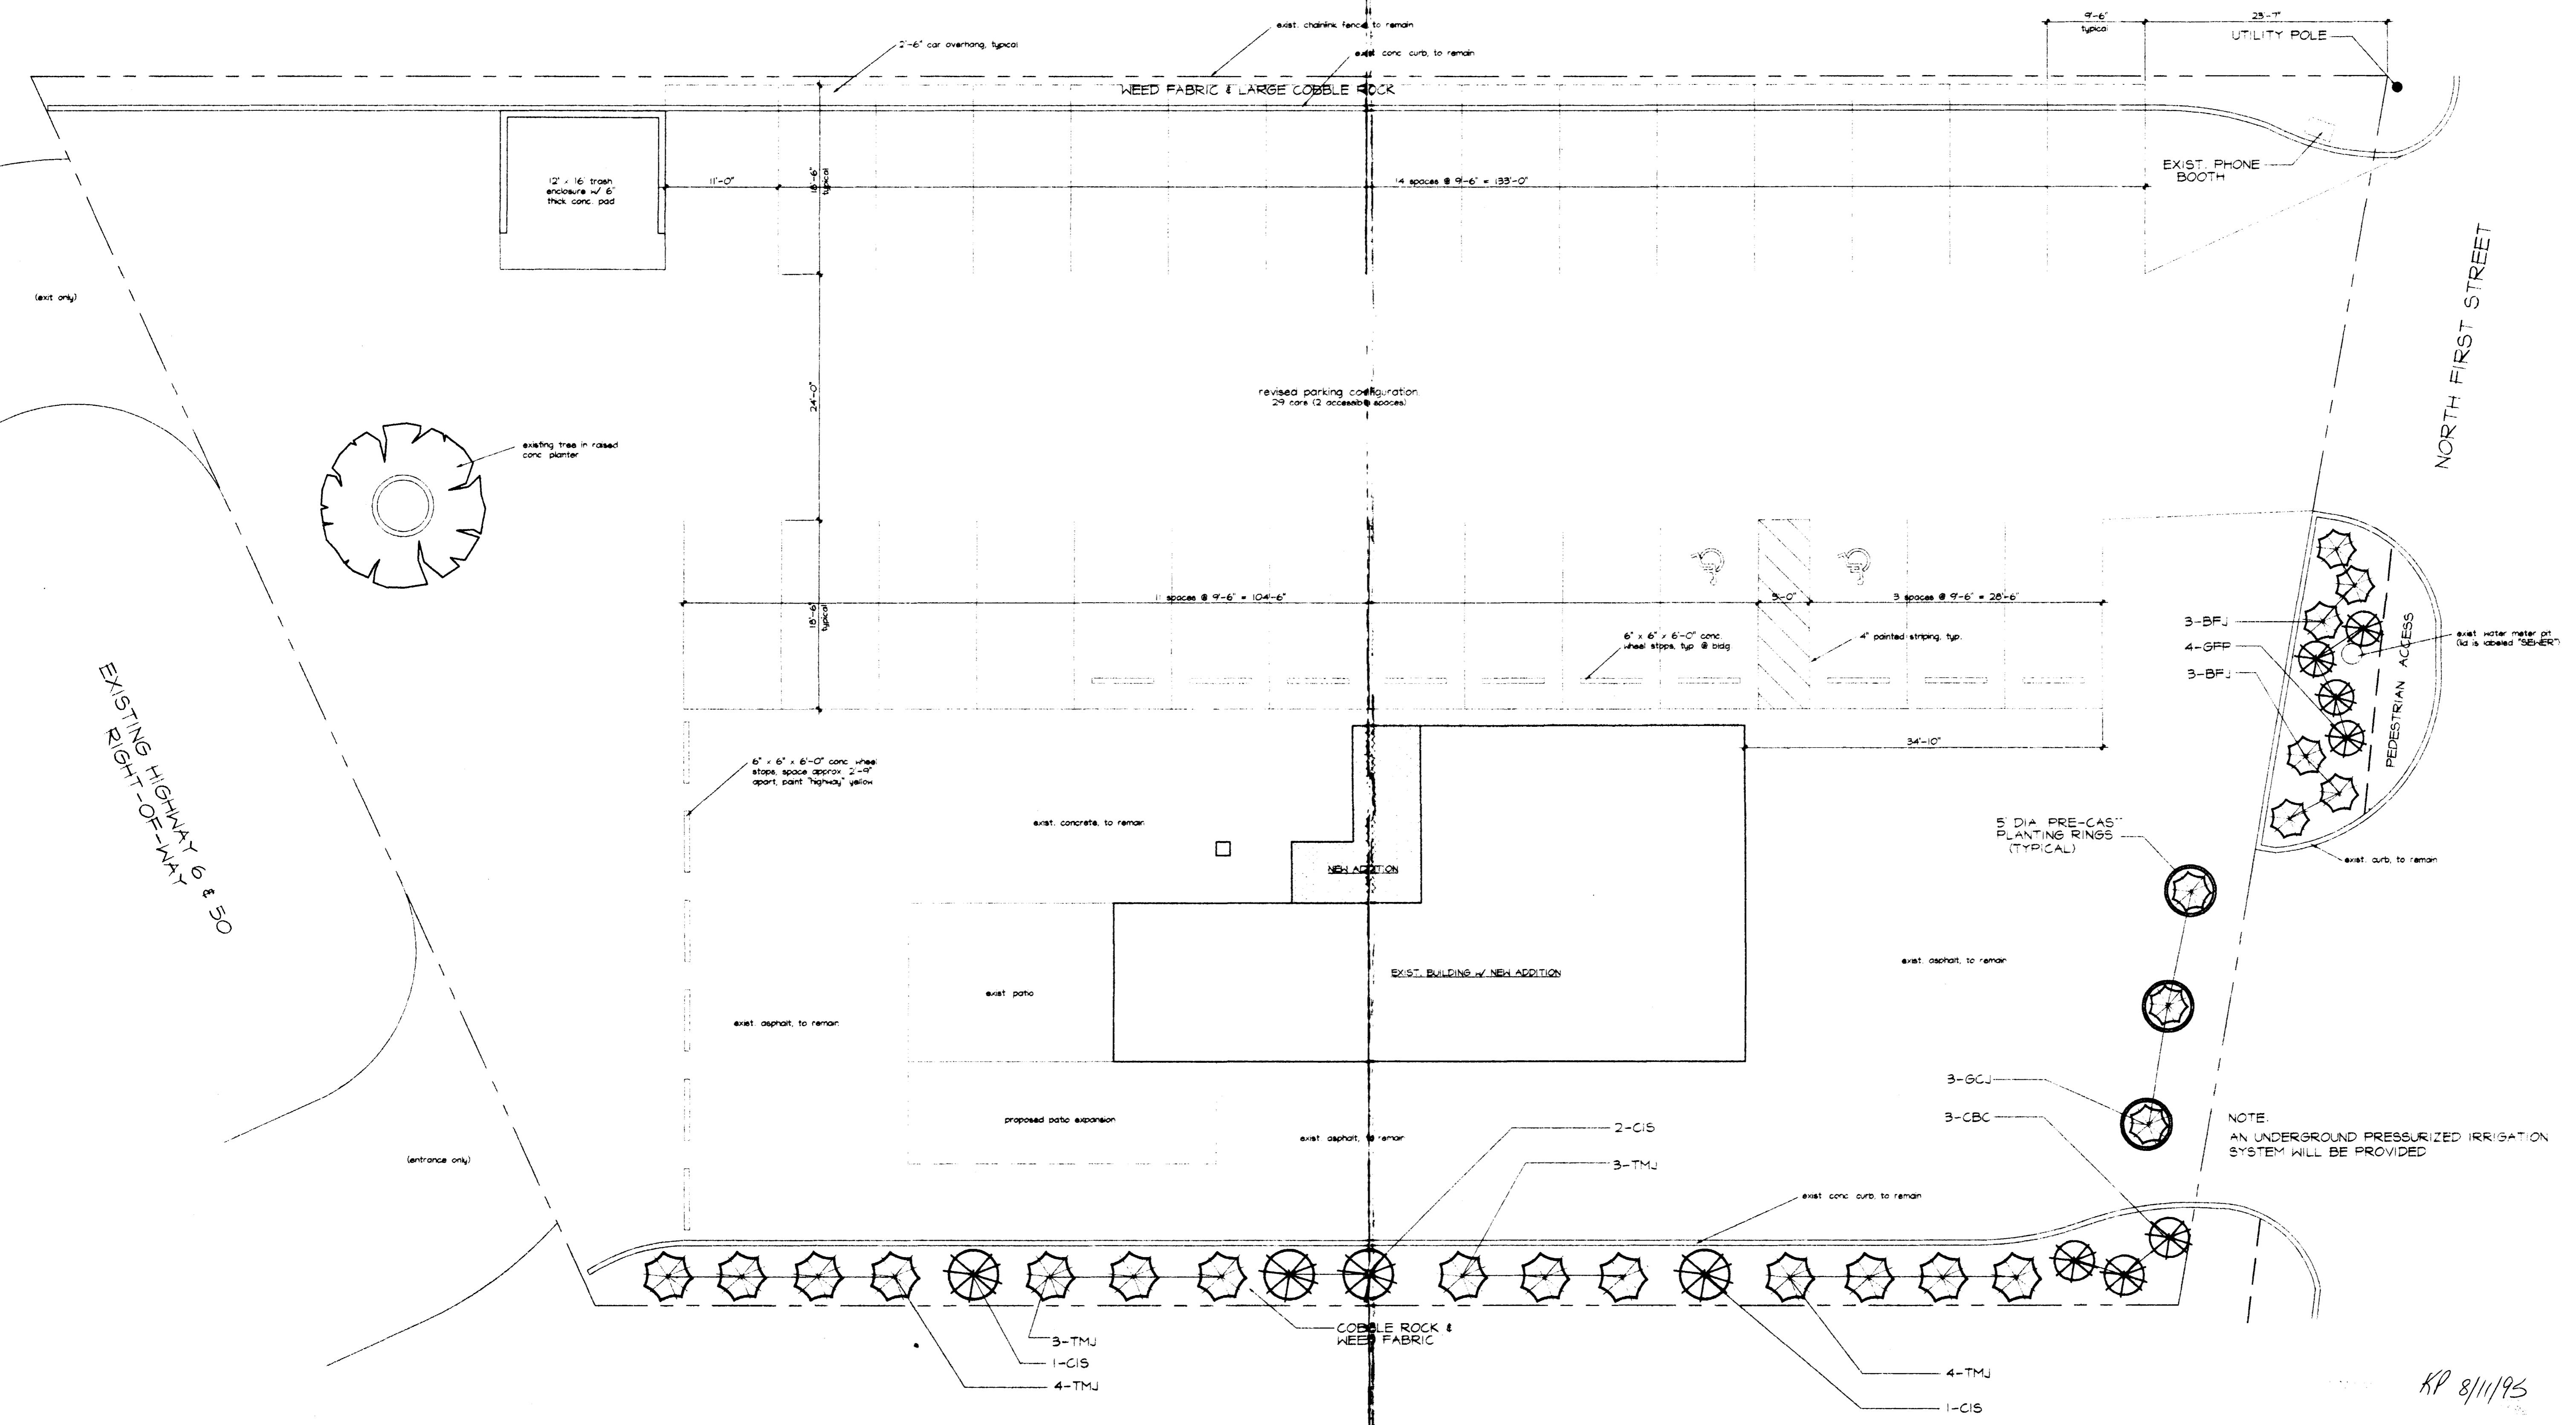 exist. chainlink fence to remain
9'-6"
typical
23'-7"
UTILITY POLE
2'-6" car overhang, typical
exist conc curb, to remain
WEED FABRIC & LARGE COBBLE ROCK
EXIST. PHONE
BOOTH
12' x 16' trash
enclosure w/ 6"
thick conc. pad
11'-0"
18'-6"
typical
14 spaces @ 9'-6" = 133'-0"
NORTH FIRST STREET
(exit only)
24'-0"
revised parking configuration
29 cars (2 accessible spaces)
existing tree in raised
conc planter
11 spaces @ 9'-6" = 104'-6"
5'-0"
3 spaces @ 9'-6" = 28'-6"
18'-6"
typical
6" x 6" x 6'-0" conc.
wheel stops, typ @ bldg
4" painted striping, typ.
3-BFJ
4-GFP
3-BFJ
exist water meter pit
(lid is labeled "SEWER")
PEDESTRIAN ACCESS
EXISTING HIGHWAY 6 & 50
RIGHT-OF-WAY
34'-10"
6" x 6" x 6'-0" conc wheel
stops, space approx 2'-9"
apart, paint "highway" yellow
exist. concrete, to remain
5' DIA. PRE-CAST
PLANTING RINGS
(TYPICAL)
exist. curb, to remain
NEW ADDITION
EXIST. BUILDING w/ NEW ADDITION
exist. asphalt, to remain
exist patio
exist. asphalt, to remain
3-GCJ
3-CBC
NOTE:
AN UNDERGROUND PRESSURIZED IRRIGATION
SYSTEM WILL BE PROVIDED
proposed patio expansion
exist asphalt, to remain
2-CIS
3-TMJ
(entrance only)
exist conc curb, to remain
COBBLE ROCK &
WEED FABRIC
3-TMJ
1-CIS
4-TMJ
4-TMJ
1-CIS
KP 8/11/95